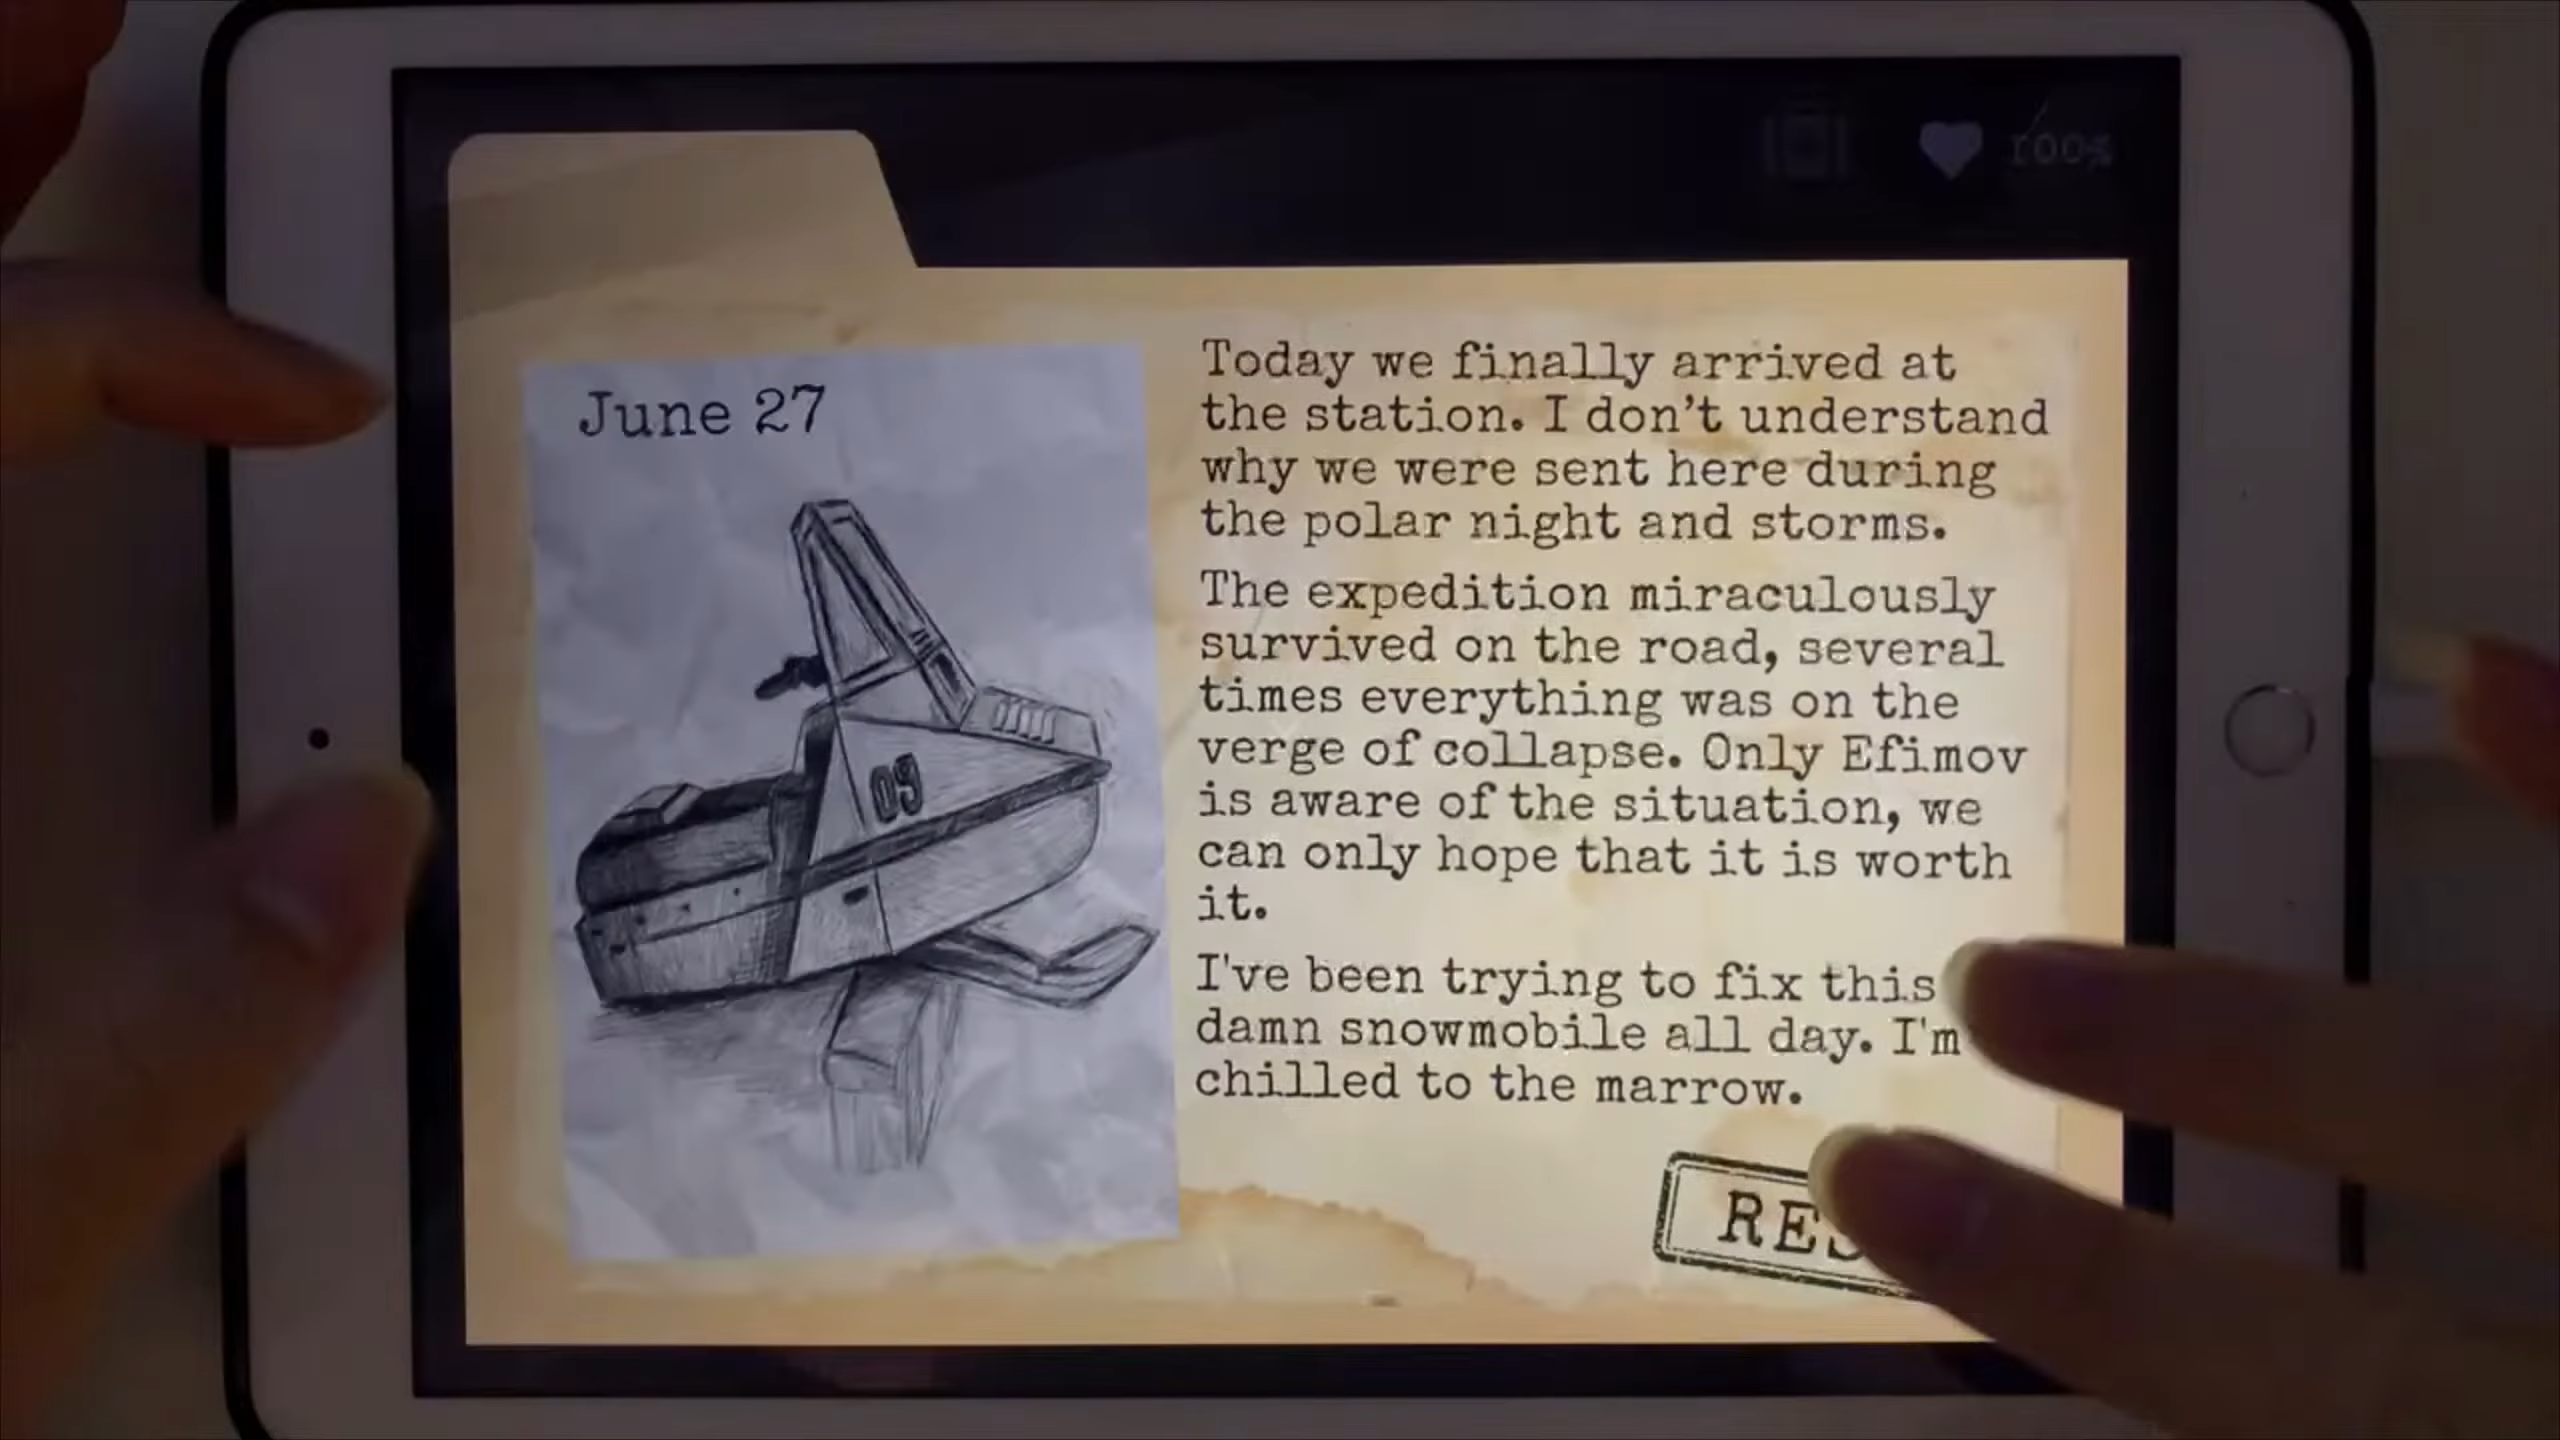 100%
June 27
Today we finally arrived at
the station. I don't understand
why we were sent here during
the polar night and storms.
The expedition miraculously
survived on the road, several
times everything was on the
verge of collapse. Only Efimov
is aware of the situation, we
can only hope that it is worth
it.
I've been trying to fix this
damn snowmobile all day. I'm
chilled to the marrow.
09